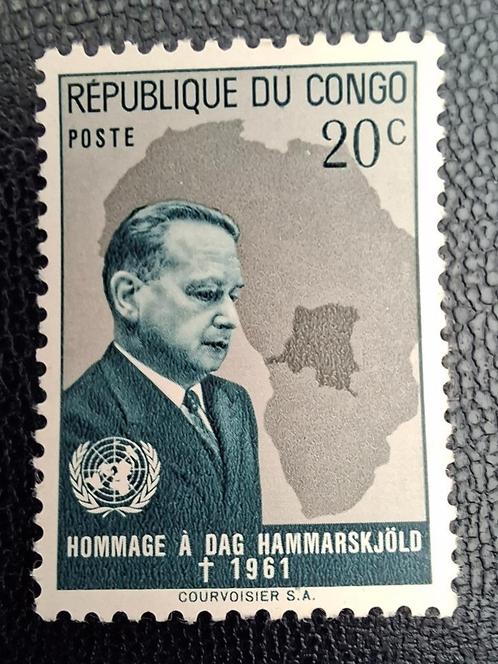 RÉPUBLIQUE DU CONGO
POSTE 20C
HOMMAGE À DAG HAMMARSKJÖLD
† 1961
COURVOISIER S.A.